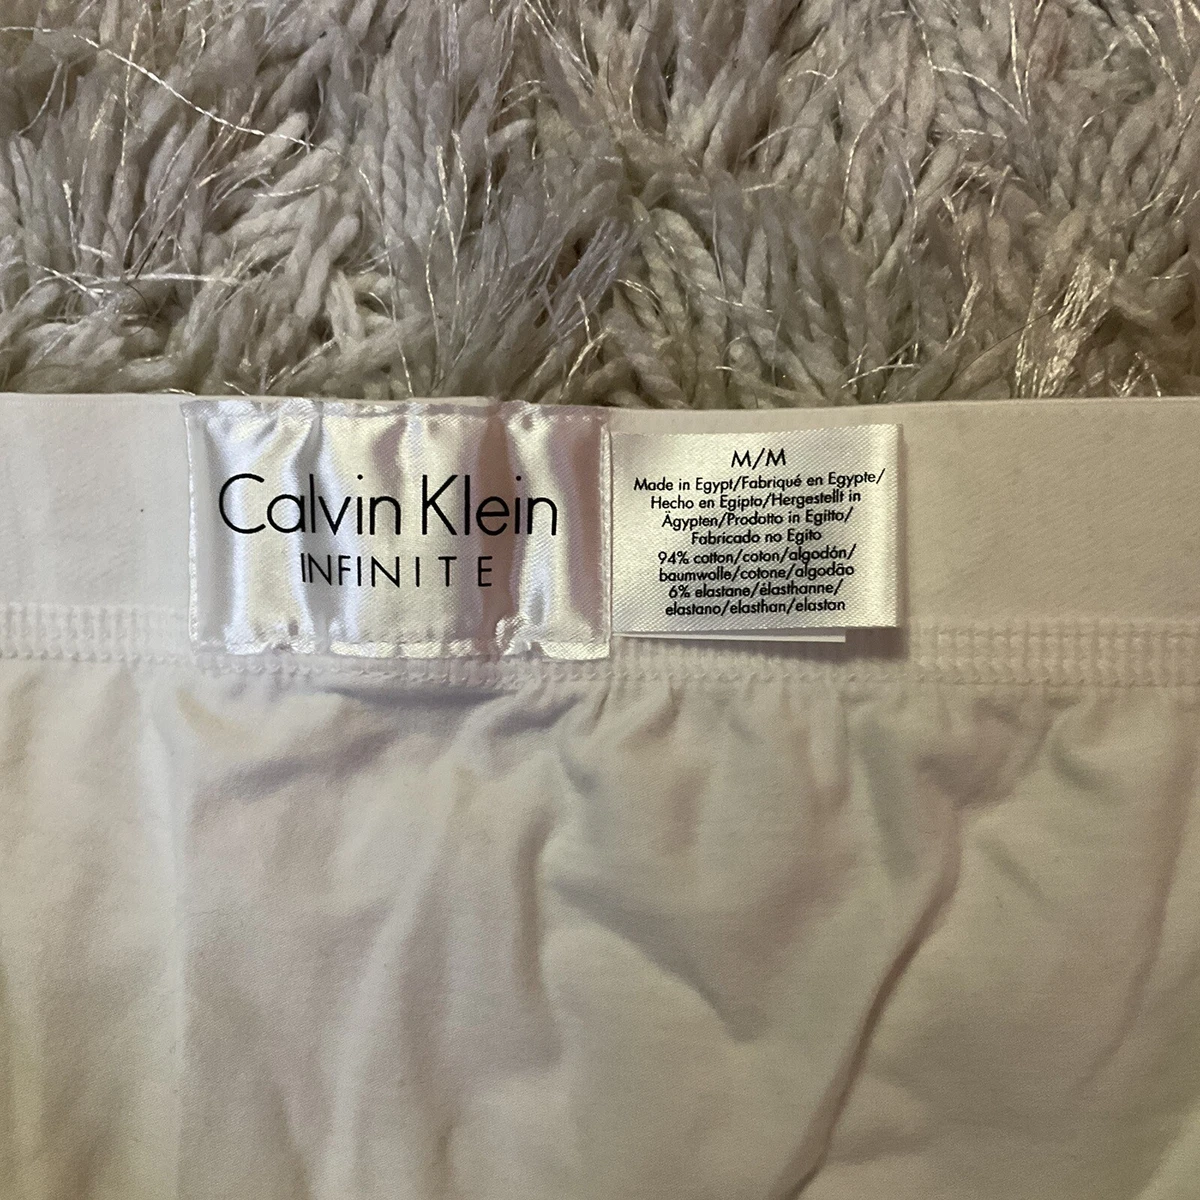 Calvin Klein
INFINITE
M/M
Made in Egypt/Fabriqué en Egypte/
Hecho en Egipto/Hergestellt in
Ägypten/Prodotto in Egitto/
Fabricado no Egito
94% cotton/coton/algodón/
baumwolle/cotone/algodão
6% elastane/élasthanne/
elastano/elasthan/elastan